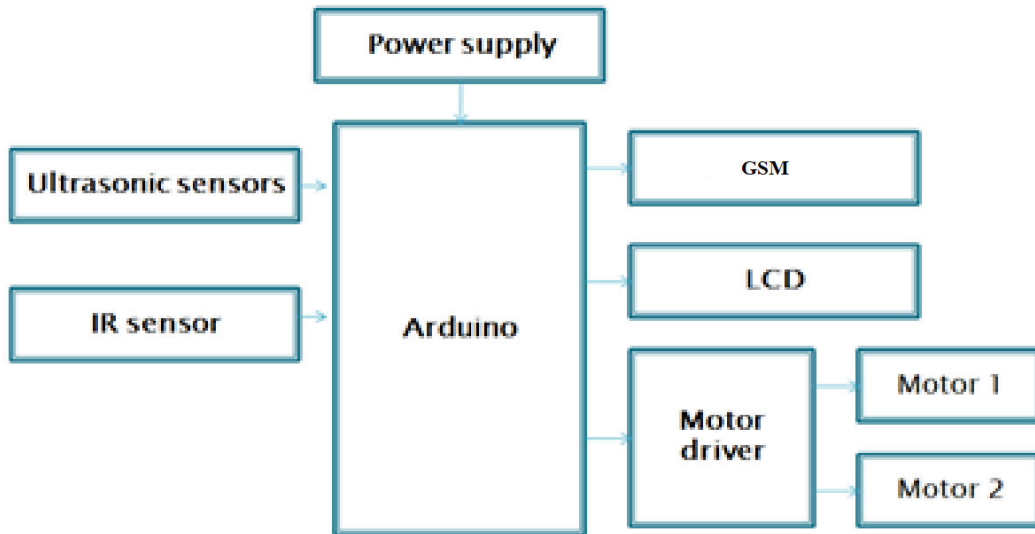 Power supply
Ultrasonic sensors
IR sensor
Arduino
GSM
LCD
Motor
driver
Motor 1
Motor 2